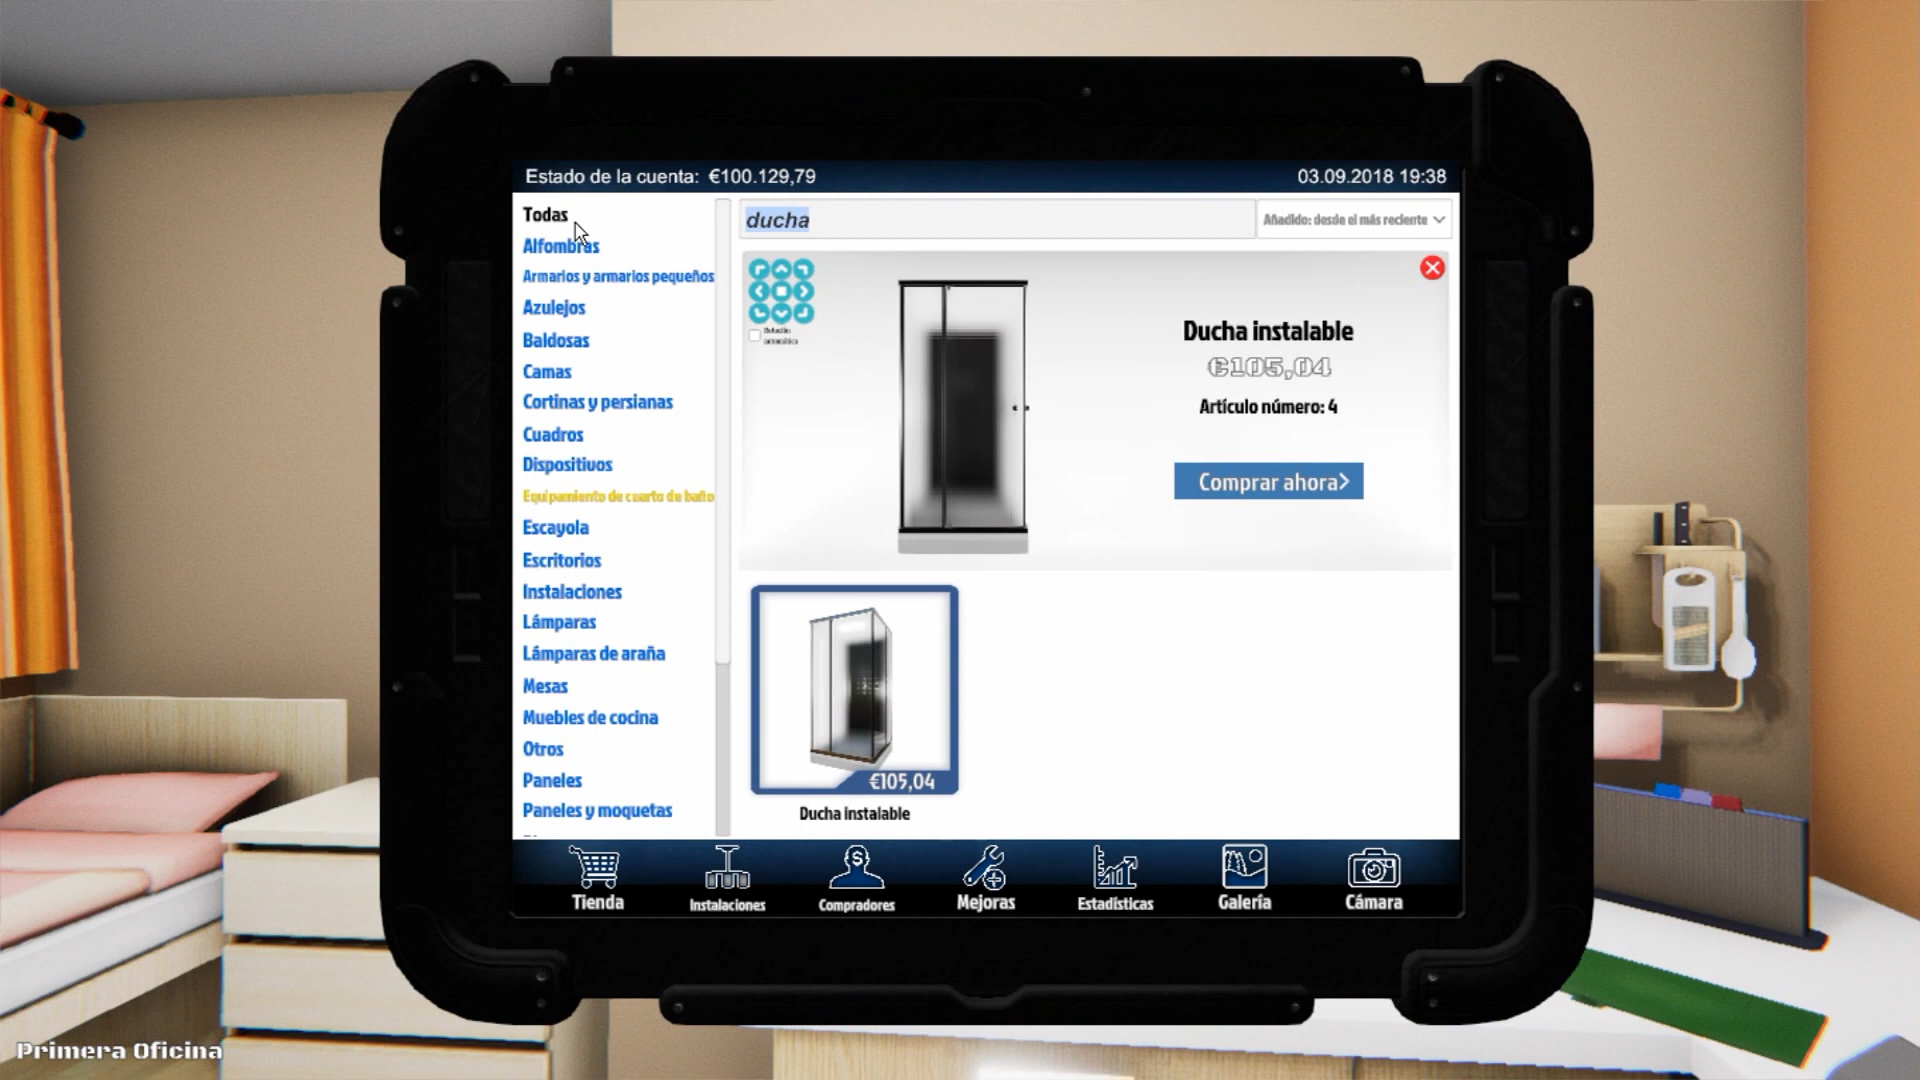 Estado de la cuenta: €100.129,79
03.09.2018 19:38
Todas
Alfombras
Armarios y armarios pequeños
Azulejos
Baldosas
Camas
Cortinas y persianas
Cuadros
Dispositivos
Equipamiento de cuarto de baño
Escayola
Escritorios
Instalaciones
Lámparas
Lámparas de araña
Mesas
Muebles de cocina
Otros
Paneles
Paneles y moquetas
ducha
Añadido: desde el más reciente
Rotación
automática
Ducha instalable
€105,04
Artículo número: 4
Comprar ahora>
€105,04
Ducha instalable
Tienda
Instalaciones
Compradores
Mejoras
Estadísticas
Galería
Cámara
Primera Oficina